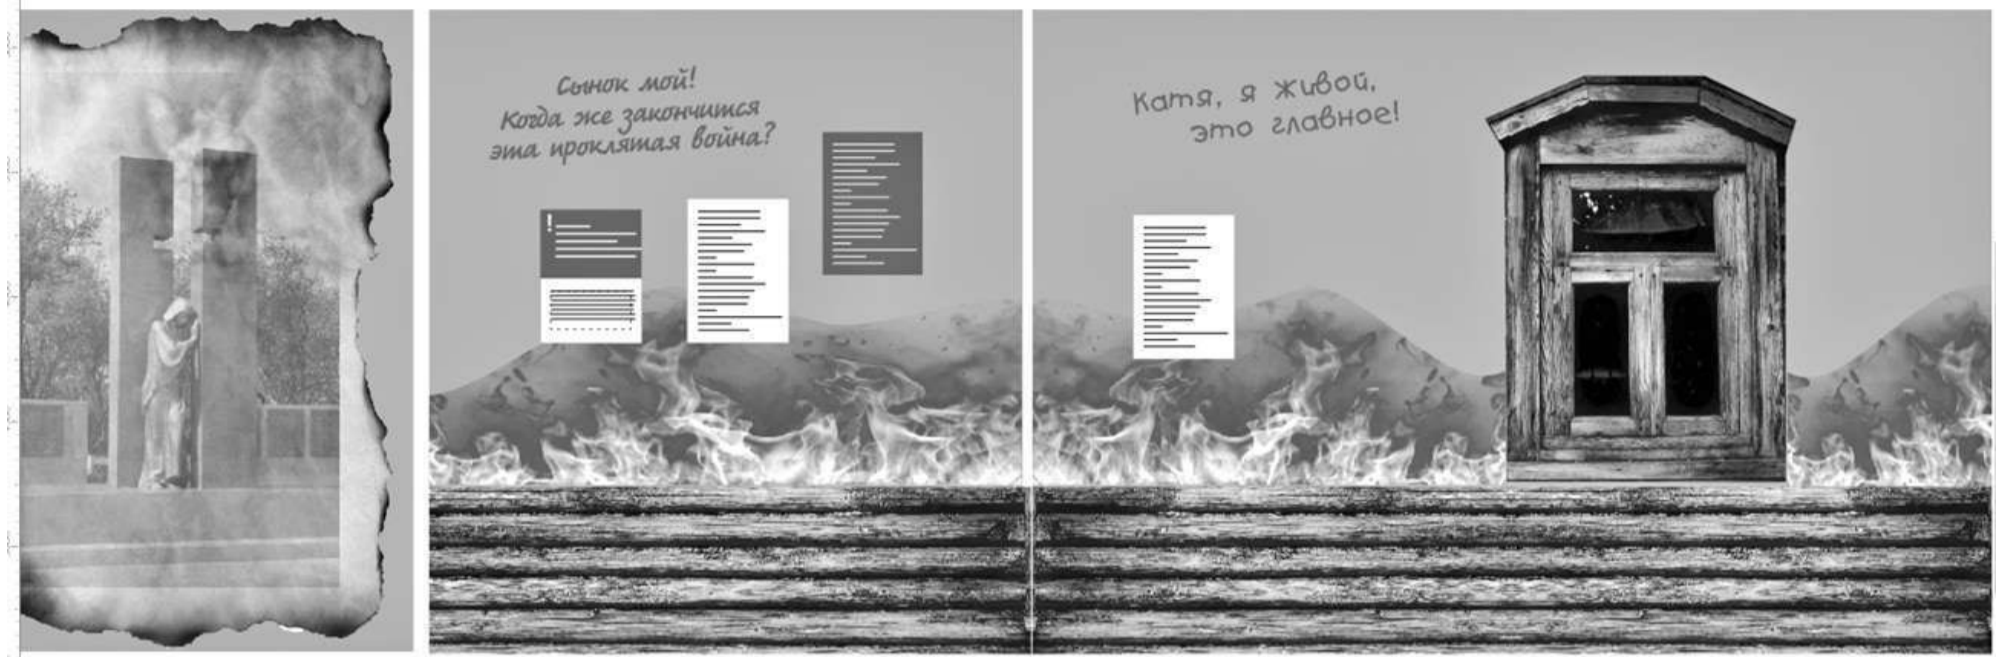 Сынок мой!
Когда же закончится
эта проклятая война?
Катя, я живой,
это главное!
!